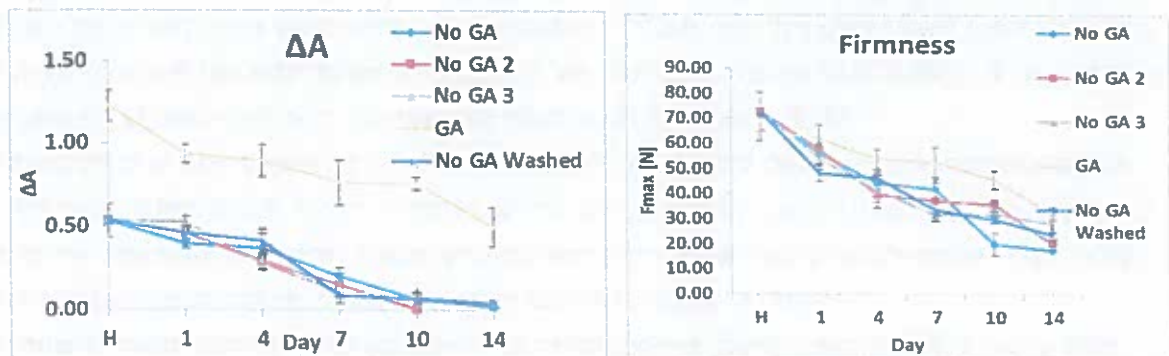 ΔA
1.50
1.00
0.50
0.00
ΔA
H 1 4 7 10 14
Day
No GA
No GA 2
No GA 3
GA
No GA Washed
Firmness
90.00
80.00
70.00
60.00
50.00
40.00
30.00
20.00
10.00
0.00
Fmax [N]
H 1 4 7 10 14
Day
No GA
No GA 2
No GA 3
GA
No GA
Washed